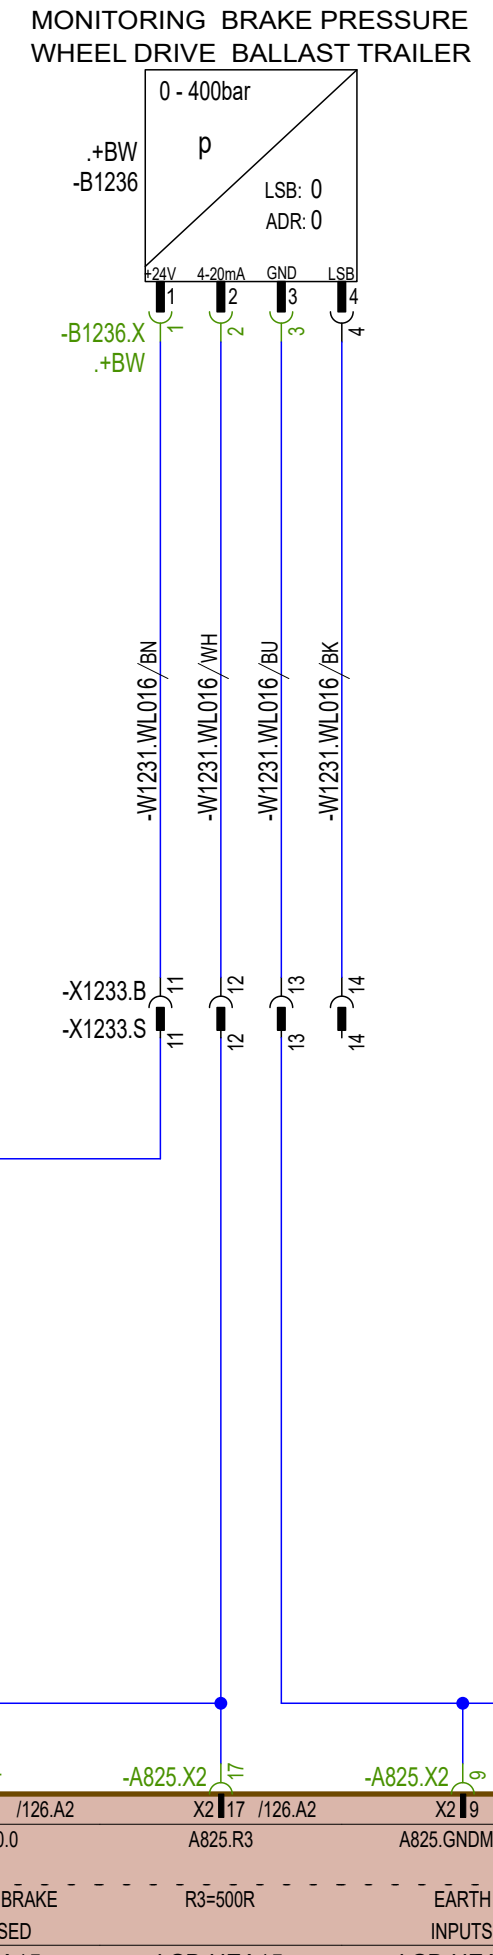 MONITORING BRAKE PRESSURE
WHEEL DRIVE BALLAST TRAILER
0 - 400bar
p
.+BW
-B1236
LSB: 0
ADR: 0
+24V 4-20mA GND LSB
1 2 3 4
-B1236.X 1 2 3 4
.+BW
-W1231.WL016 /BN
-W1231.WL016 /WH
-W1231.WL016 /BU
-W1231.WL016 /BK
-X1233.B 11 12 13 14
-X1233.S 11 12 13 14
-A825.X2 17 -A825.X2 9
/126.A2 X2 17 /126.A2 X2 9
0.0 A825.R3 A825.GNDM
BRAKE R3=500R EARTH
SED INPUTS